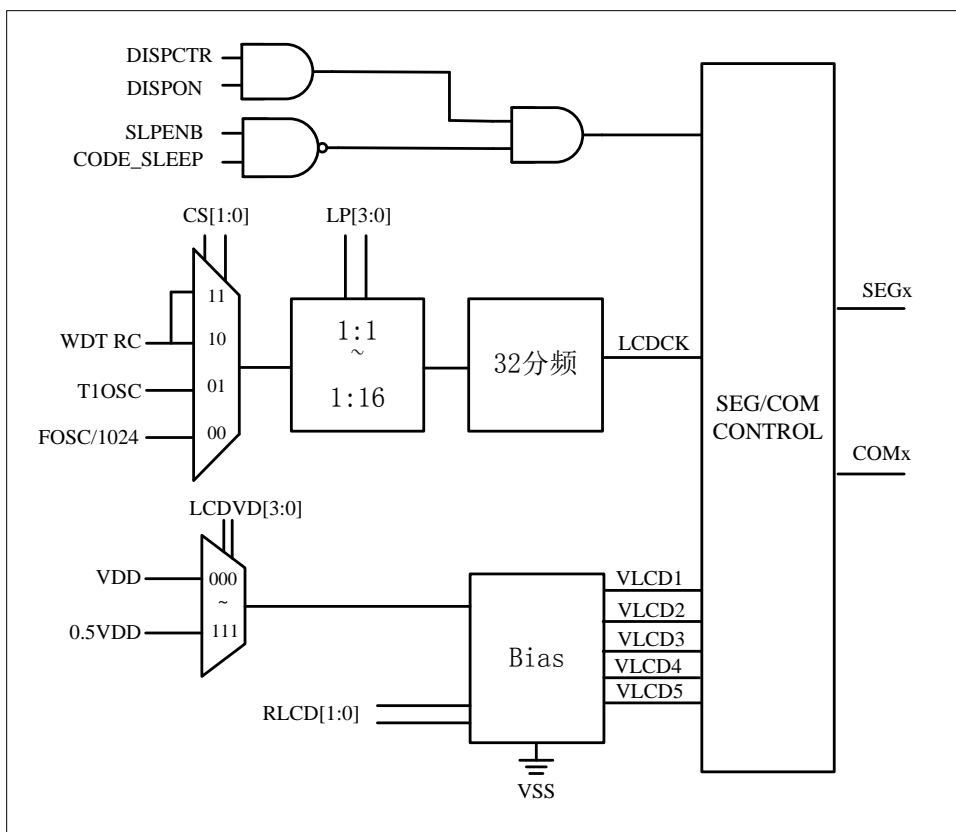 DISPCTR
DISPON
SLPENB
CODE_SLEEP
CS[1:0]
LP[3:0]
11
10
01
00
WDT RC
T1OSC
FOSC/1024
1:1
~
1:16
32分频
LCDCK
SEG/COM
CONTROL
SEGx
COMx
LCDVD[3:0]
VDD
0.5VDD
000
~
111
Bias
RLCD[1:0]
VLCD1
VLCD2
VLCD3
VLCD4
VLCD5
VSS